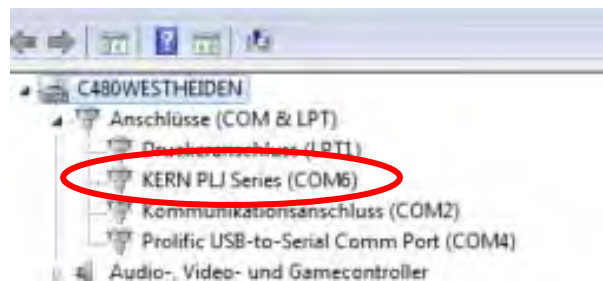 C480WESTHEIDEN
Anschlüsse (COM & LPT)
Druckeranschluss (LPT1)
KERN PLJ Series (COM6)
Kommunikationsanschluss (COM2)
Prolific USB-to-Serial Comm Port (COM4)
Audio-, Video- und Gamecontroller